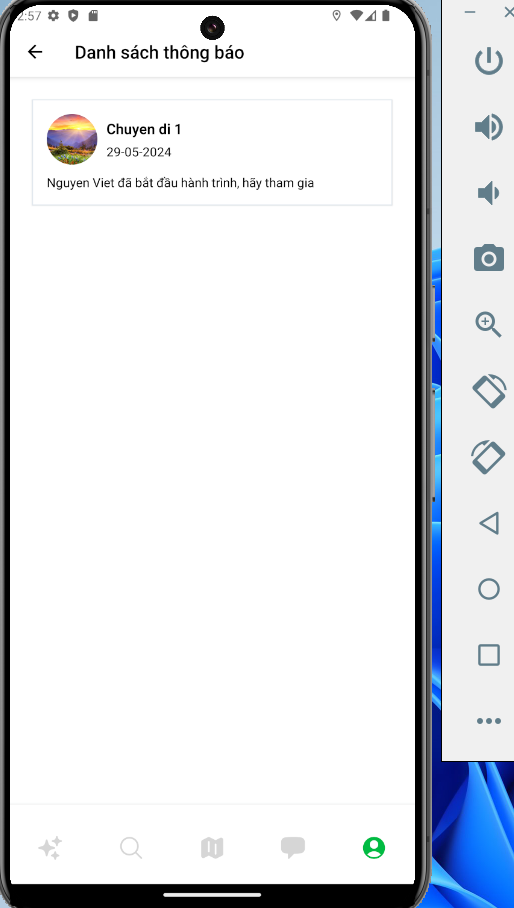 2:57
Danh sách thông báo
Chuyen di 1
29-05-2024
Nguyen Viet đã bắt đầu hành trình, hãy tham gia